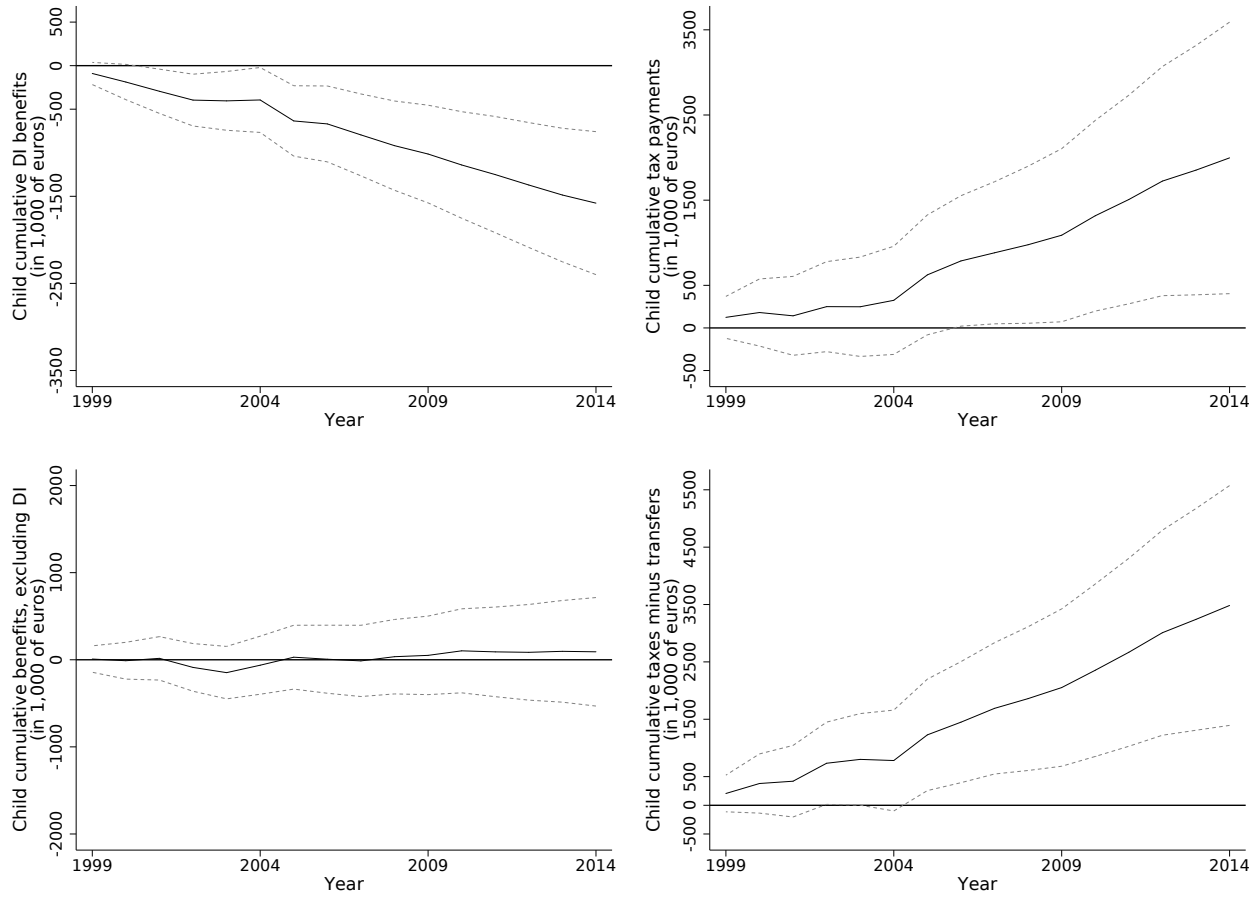 Child cumulative DI benefits
(in 1,000 of euros)
500
0
-500
-1500
-2500
-3500
1999 2004 2009 2014
Year
Child cumulative tax payments
(in 1,000 of euros)
3500
2500
1500
500
0
-500
1999 2004 2009 2014
Year
Child cumulative benefits, excluding DI
(in 1,000 of euros)
2000
1000
0
-1000
-2000
1999 2004 2009 2014
Year
Child cumulative taxes minus transfers
(in 1,000 of euros)
5500
4500
3500
2500
1500
500
0
-500
1999 2004 2009 2014
Year